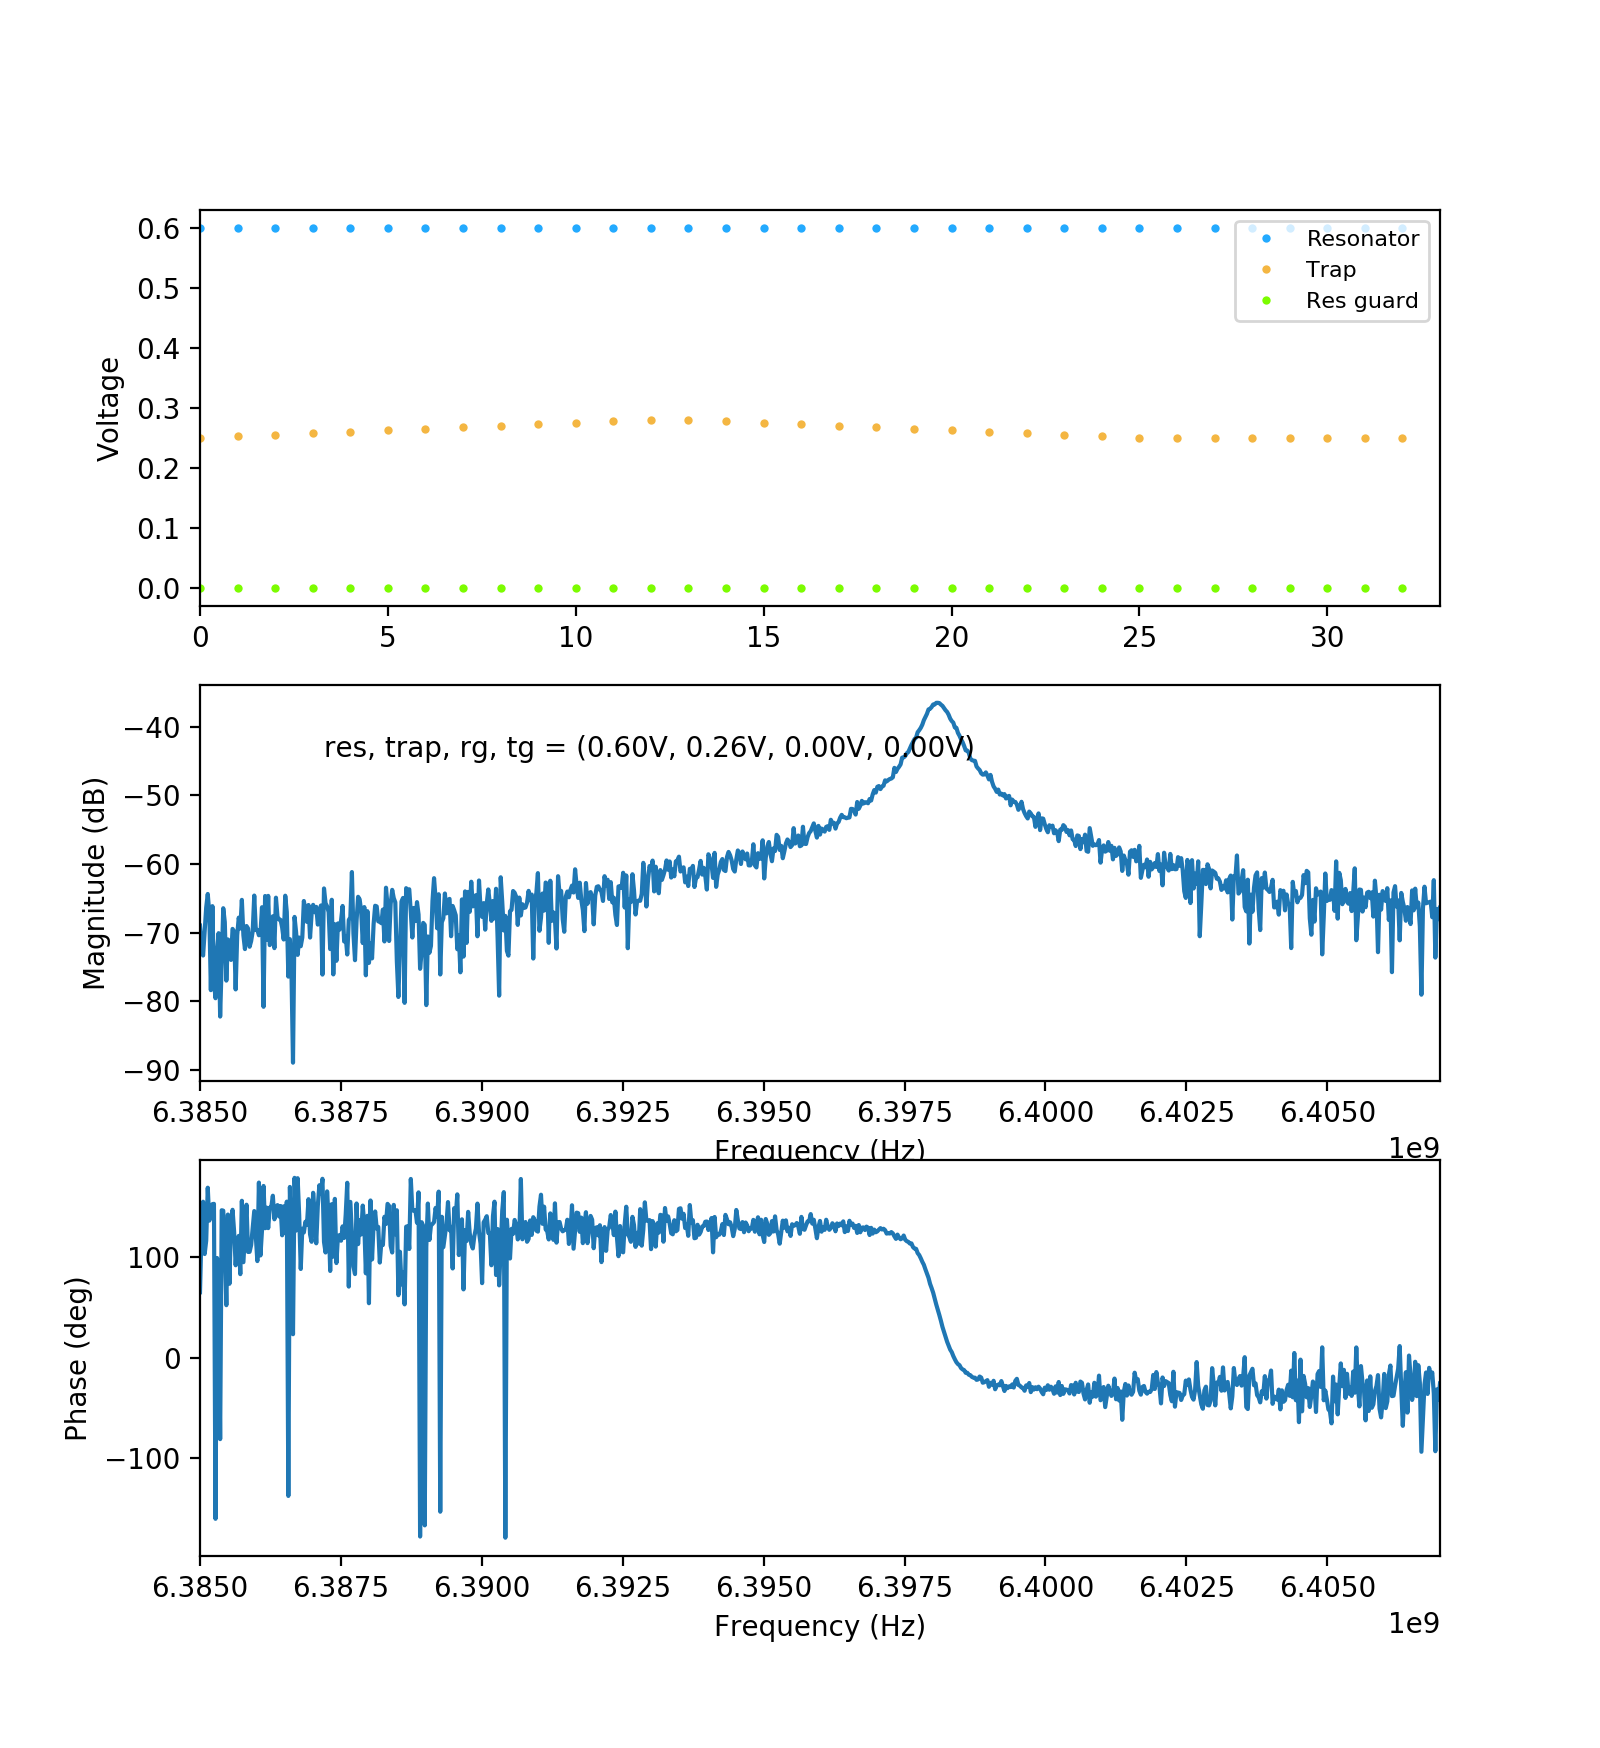 0.6
0.5
0.4
0.3
0.2
0.1
0.0
Voltage
Resonator
Trap
Res guard
0 5 10 15 20 25 30
−40
−50
−60
−70
−80
−90
Magnitude (dB)
res, trap, rg, tg = (0.60V, 0.26V, 0.00V, 0.00V)
6.3850 6.3875 6.3900 6.3925 6.3950 6.3975 6.4000 6.4025 6.4050
Frequency (Hz)
1e9
100
0
−100
Phase (deg)
6.3850 6.3875 6.3900 6.3925 6.3950 6.3975 6.4000 6.4025 6.4050
Frequency (Hz)
1e9